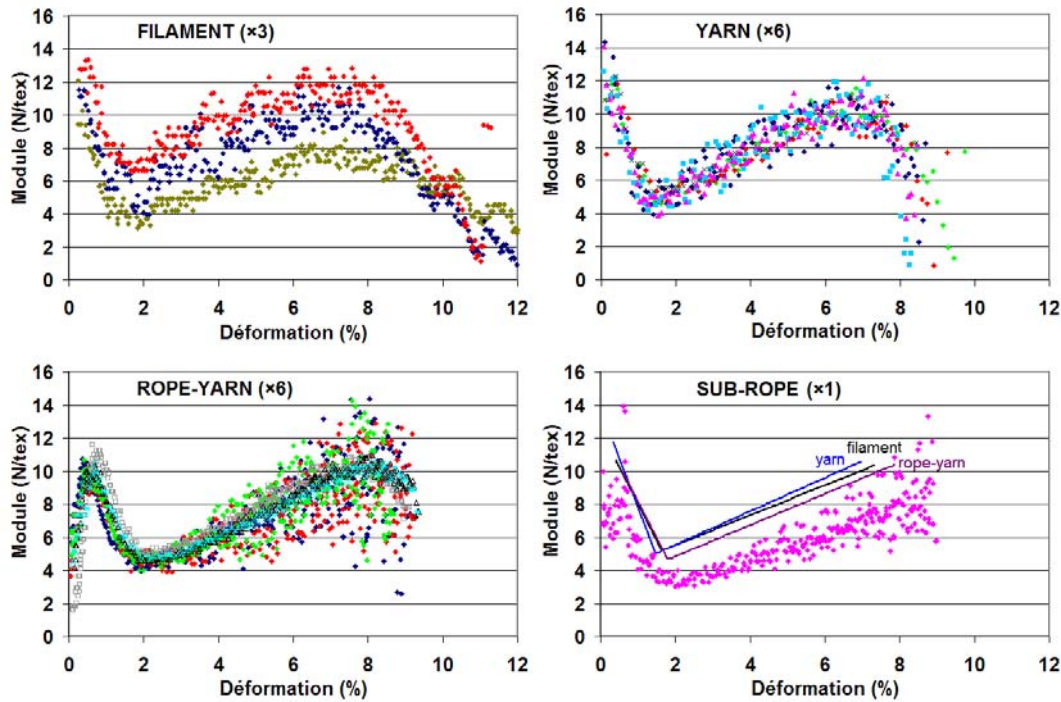 FILAMENT (×3)
Module (N/tex)
16
14
12
10
8
6
4
2
0
0 2 4 6 8 10 12
Déformation (%)
YARN (×6)
Module (N/tex)
16
14
12
10
8
6
4
2
0
0 2 4 6 8 10 12
Déformation (%)
ROPE-YARN (×6)
Module (N/tex)
16
14
12
10
8
6
4
2
0
0 2 4 6 8 10 12
Déformation (%)
SUB-ROPE (×1)
Module (N/tex)
16
14
12
10
8
6
4
2
0
filament
yarn
rope-yarn
0 2 4 6 8 10 12
Déformation (%)